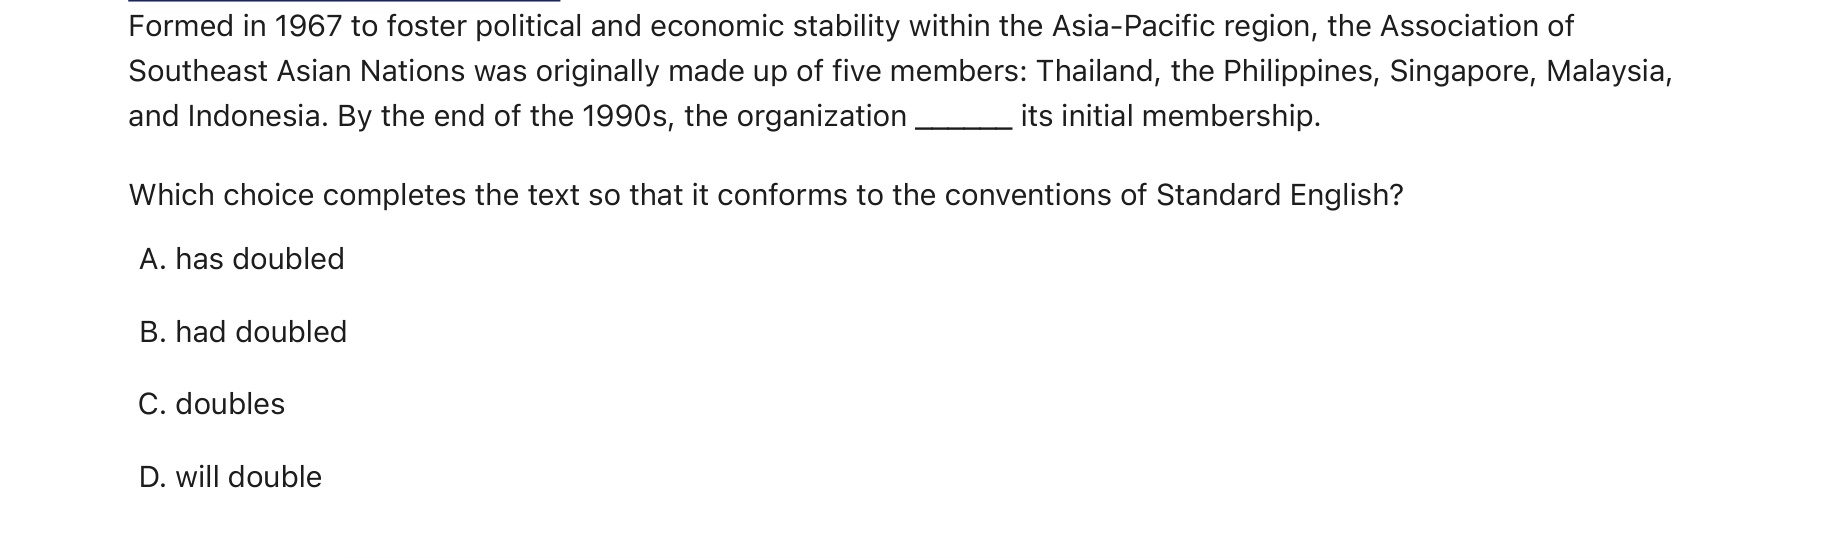 Formed in 1967 to foster political and economic stability within the Asia-Pacific region, the Association of
Southeast Asian Nations was originally made up of five members: Thailand, the Philippines, Singapore, Malaysia,
and Indonesia. By the end of the 1990s, the organization ______ its initial membership.
Which choice completes the text so that it conforms to the conventions of Standard English?
A. has doubled
B. had doubled
C. doubles
D. will double